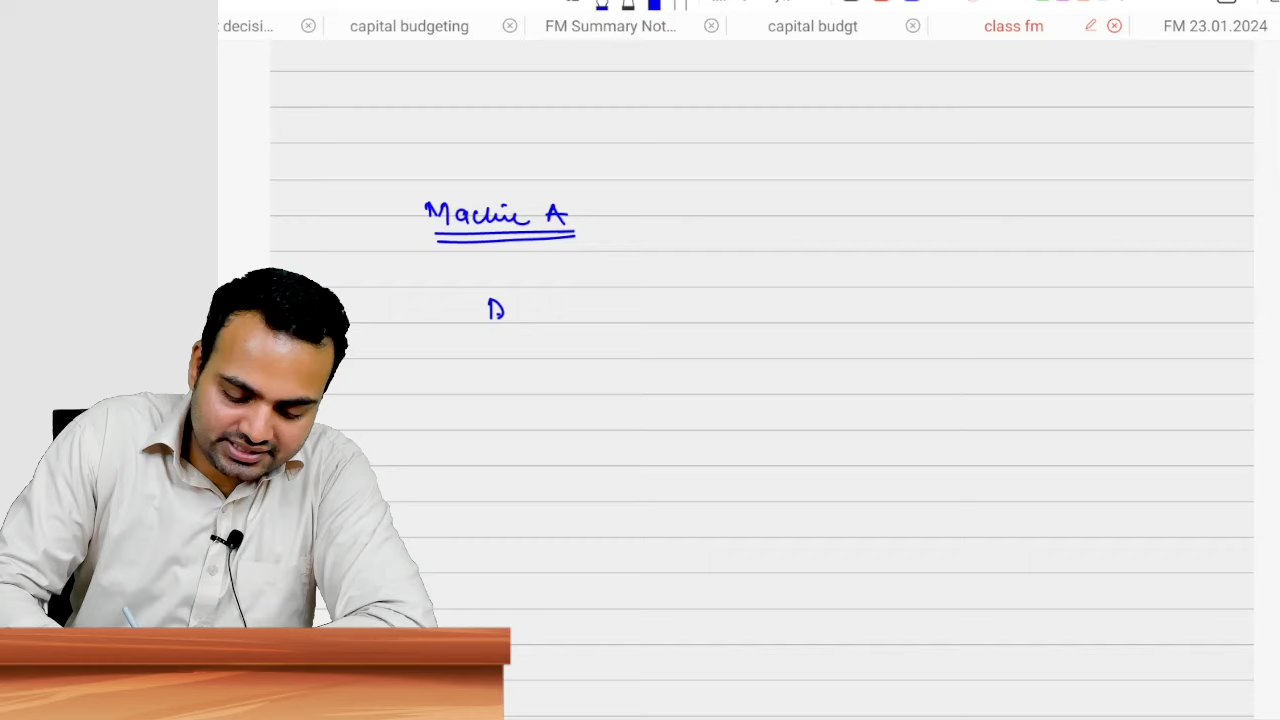 decisi... capital budgeting FM Summary Not... capital budgt class fm FM 23.01.2024
Machine A
D